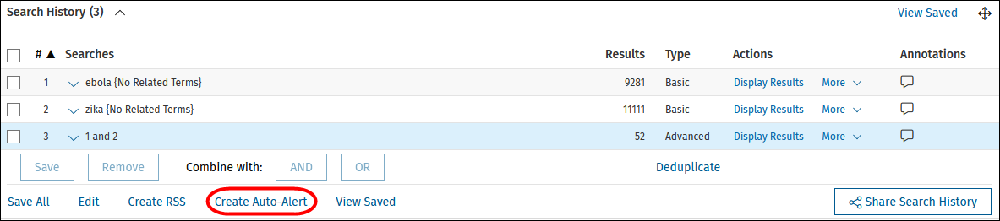 Search History (3) View Saved
# ▲ Searches Results Type Actions Annotations
1 ebola {No Related Terms} 9281 Basic Display Results More
2 zika {No Related Terms} 11111 Basic Display Results More
3 1 and 2 52 Advanced Display Results More
Save Remove Combine with: AND OR Deduplicate
Save All Edit Create RSS Create Auto-Alert View Saved Share Search History